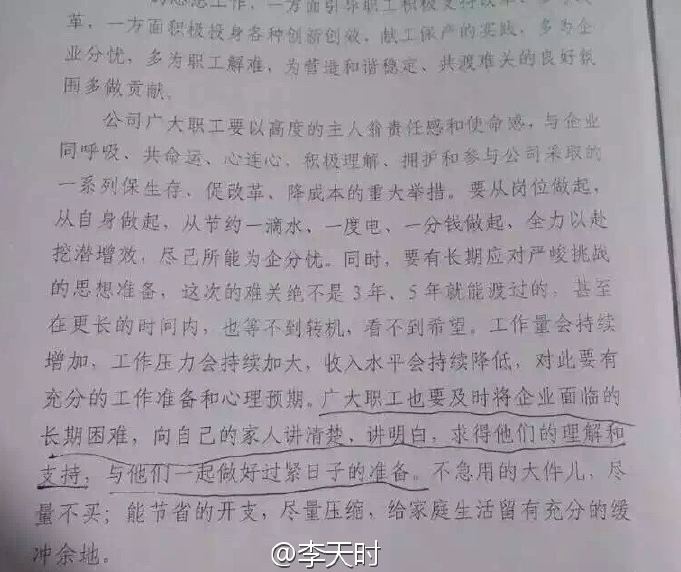 的思想工作，一方面引导职工积极支持改革、
革，一方面积极投身各种创新创效，献工保产的实践，多为企
业分忧，多为职工解难，为营造和谐稳定、共渡难关的良好氛
围多做贡献。
公司广大职工要以高度的主人翁责任感和使命感，与企业
同呼吸、共命运、心连心，积极理解、拥护和参与公司采取的
一系列保生存、促改革、降成本的重大举措。要从岗位做起，
从自身做起，从节约一滴水、一度电、一分钱做起，全力以赴
挖潜增效，尽己所能为企分忧。同时，要有长期应对严峻挑战
的思想准备，这次的难关绝不是3年、5年就能渡过的，甚至
在更长的时间内，也等不到转机，看不到希望。工作量会持续
增加，工作压力会持续加大，收入水平会持续降低，对此要有
充分的工作准备和心理预期。广大职工也要及时将企业面临的
长期困难，向自己的家人讲清楚、讲明白，求得他们的理解和
支持，与他们一起做好过紧日子的准备。不急用的大件儿，尽
量不买；能节省的开支，尽量压缩，给家庭生活留有充分的缓
冲余地。
@李天时